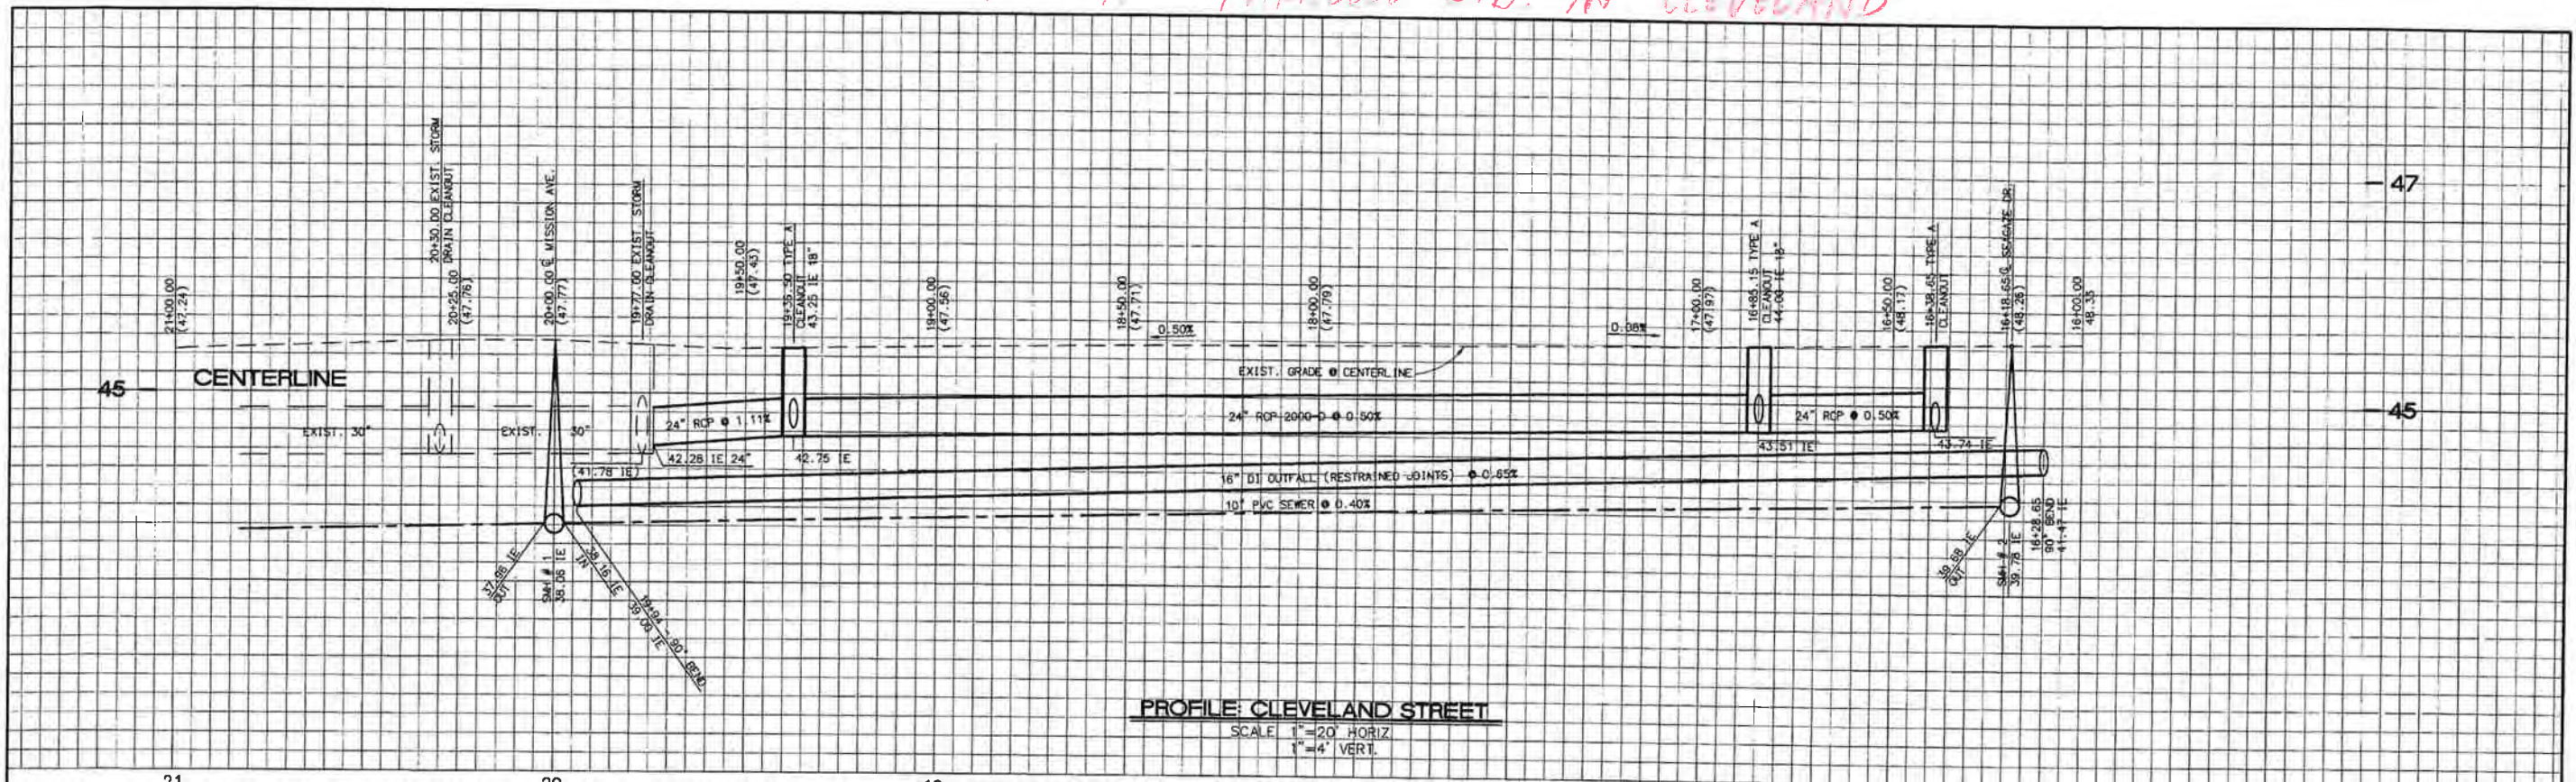 IN CLEVELAND
47
20+30.00 EXIST. STORM
DRAIN CLEANOUT
20+00.00 ℄ MISSION AVE.
(47.77)
19+77.00 EXIST. STORM
DRAIN CLEANOUT
21+00.00
(47.24)
20+25.00
(47.76)
19+50.00
(47.43)
19+35.50 TYPE A
CLEANOUT
43.25 IE 18"
19+00.00
(47.56)
18+50.00
(47.71)
0.50%
18+00.00
(47.79)
0.08%
17+00.00
(47.97)
16+85.15 TYPE A
CLEANOUT
44.00 IE 18"
16+50.00
(48.17)
16+38.65 TYPE A
CLEANOUT
16+18.65 ℄ SEAGATE DR.
(48.26)
16+00.00
48.35
CENTERLINE
45
EXIST. GRADE @ CENTERLINE
45
EXIST. 30"
EXIST. 30"
24" RCP @ 1.11%
24" RCP 2000-D @ 0.50%
24" RCP @ 0.50%
(41.78 IE)
42.28 IE 24"
42.75 IE
43.51 IE
43.74 IE
16" DI OUTFALL (RESTRAINED JOINTS) @ 0.65%
10" PVC SEWER @ 0.40%
37.96 IE
OUT
SMH # 1
38.06 IE
38.16 IE
IN
19+94 - 90° BEND
39.09 IE
39.68 IE
OUT
SMH # 2
39.78 IE
16+28.65
90° BEND
41.47 IE
PROFILE: CLEVELAND STREET
SCALE 1"=20' HORIZ
1"=4' VERT.
21